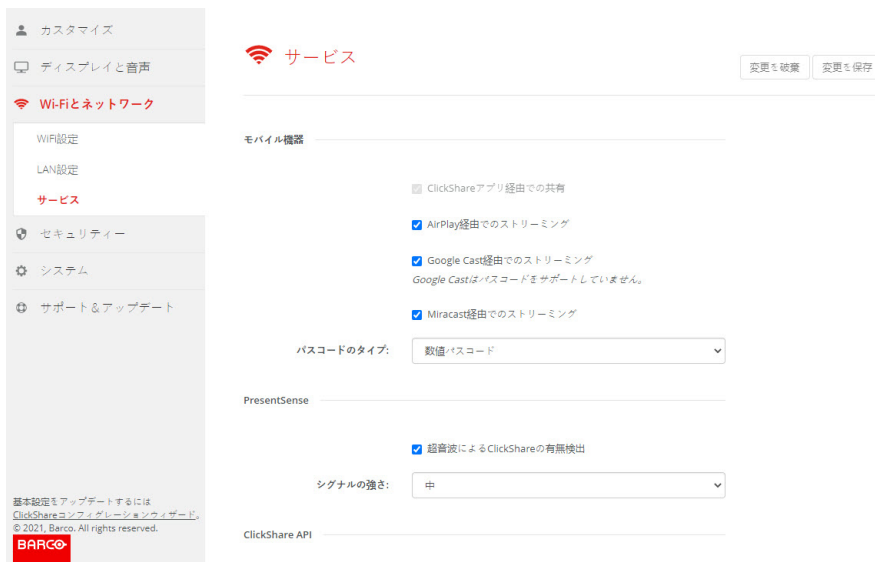 カスタマイズ
ディスプレイと音声
Wi-Fiとネットワーク
WiFi設定
LAN設定
サービス
セキュリティー
システム
サポート＆アップデート
基本設定をアップデートするには
ClickShareコンフィグレーションウィザード。
© 2021, Barco. All rights reserved.
BARCO
サービス
変更を破棄
変更を保存
モバイル機器
ClickShareアプリ経由での共有
AirPlay経由でのストリーミング
Google Cast経由でのストリーミング
Google Castはパスコードをサポートしていません。
Miracast経由でのストリーミング
パスコードのタイプ: 数値パスコード
PresentSense
超音波によるClickShareの有無検出
シグナルの強さ: 中
ClickShare API